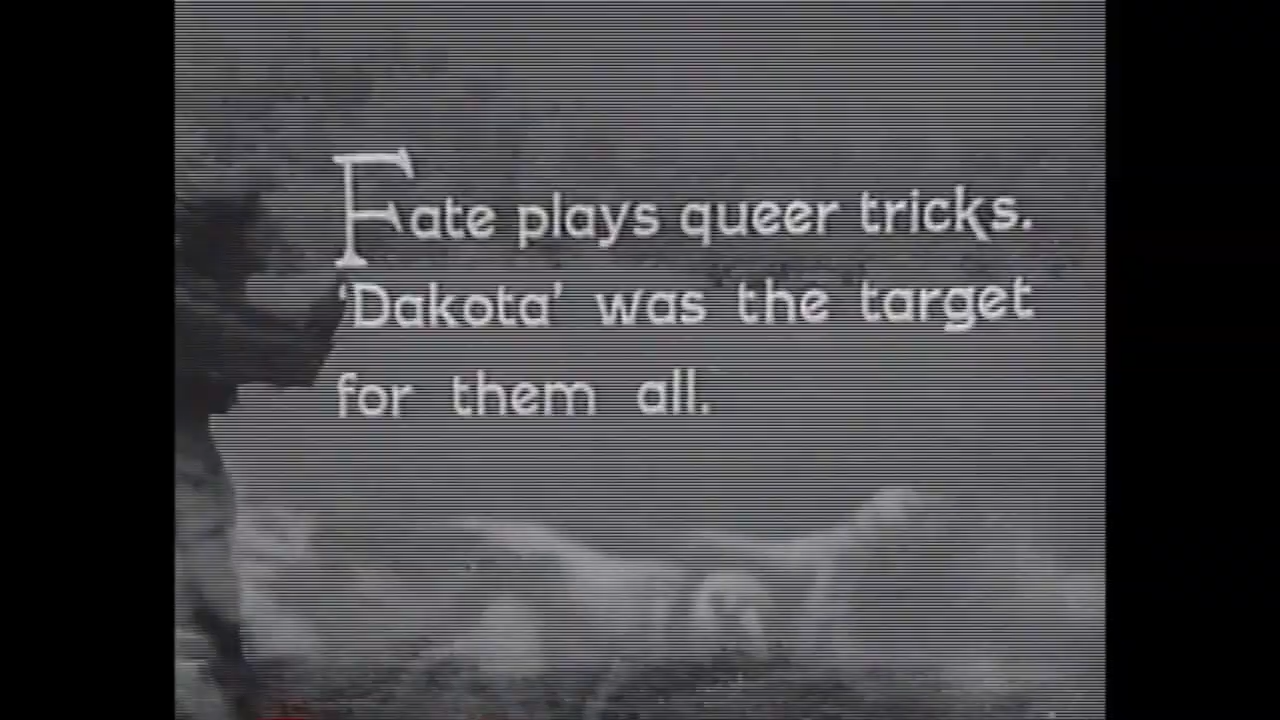 Fate plays queer tricks.
'Dakota' was the target
for them all.